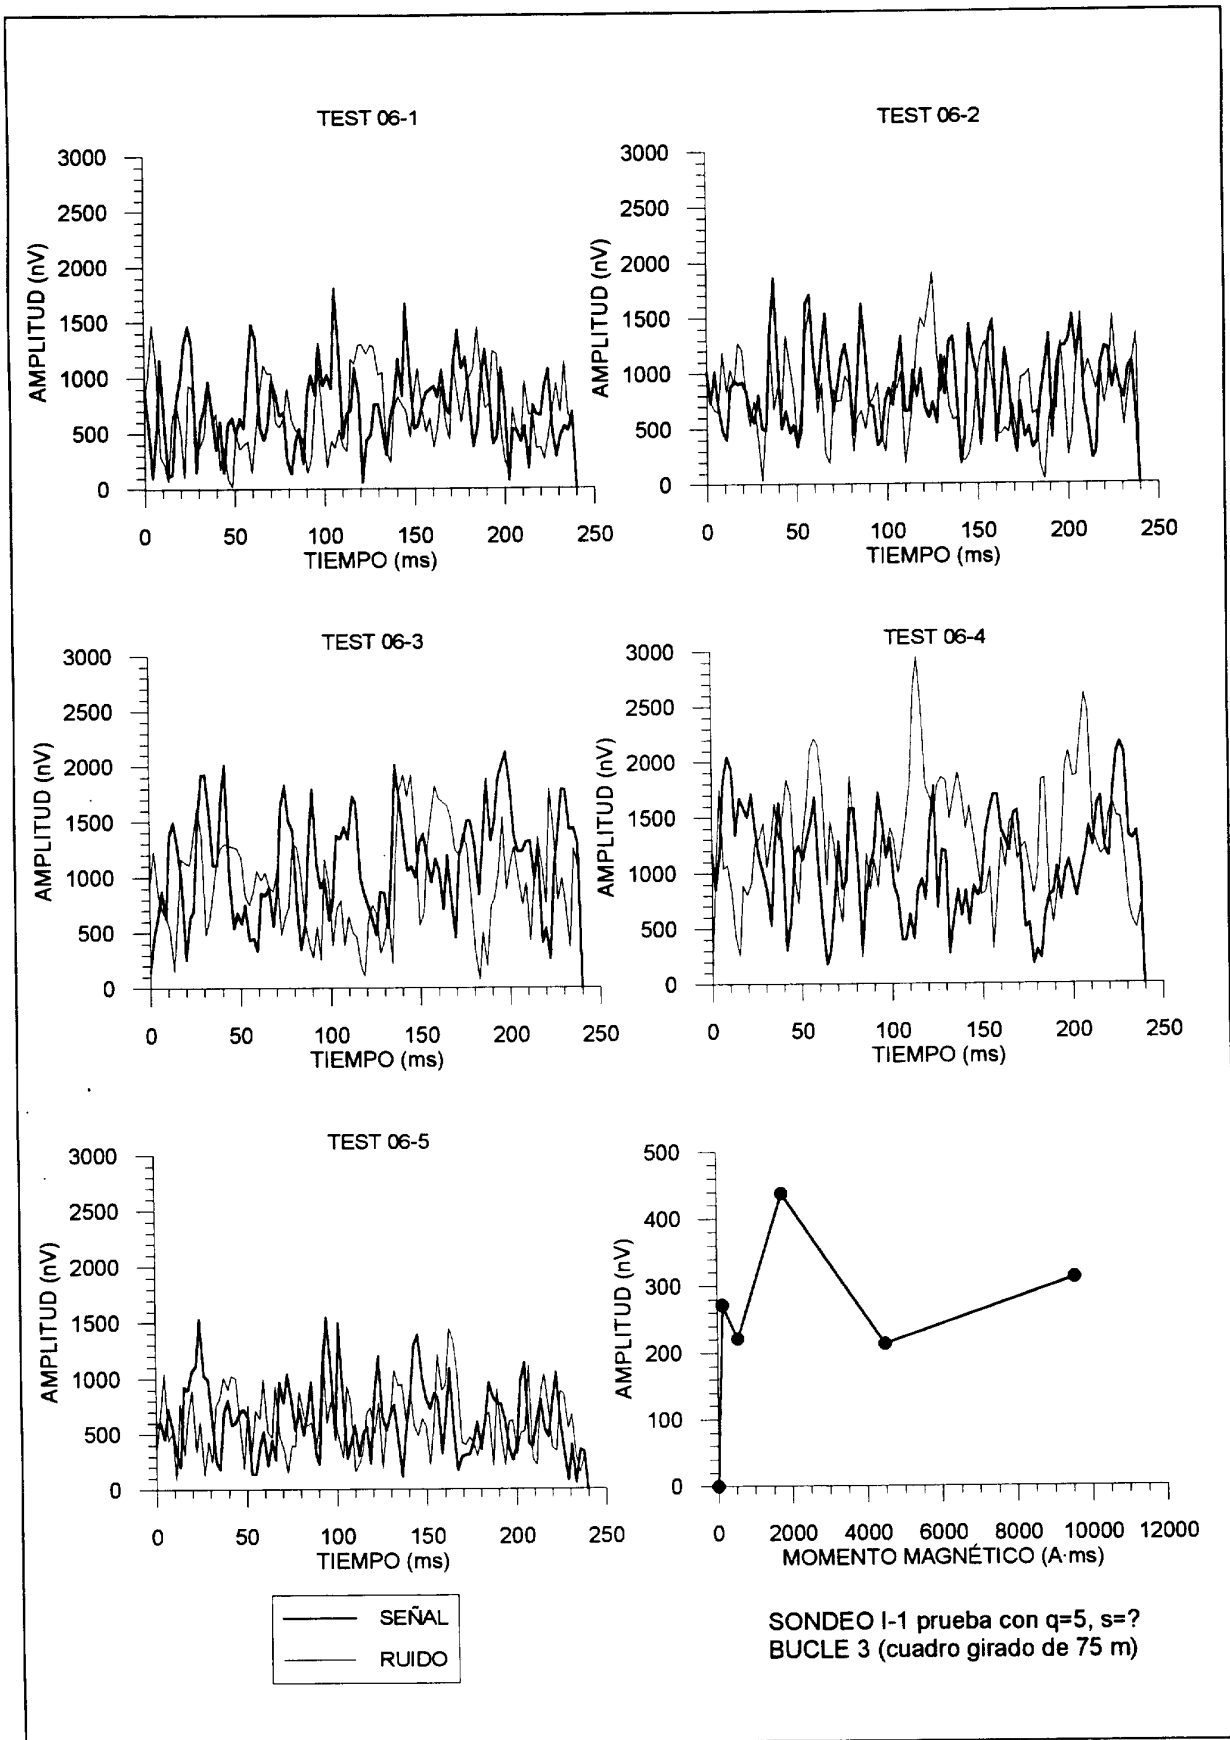 TEST 06-1
3000
2500
2000
1500
1000
500
0
AMPLITUD (nV)
0 50 100 150 200 250
TIEMPO (ms)
TEST 06-2
3000
2500
2000
1500
1000
500
0
AMPLITUD (nV)
0 50 100 150 200 250
TIEMPO (ms)
TEST 06-3
3000
2500
2000
1500
1000
500
0
AMPLITUD (nV)
0 50 100 150 200 250
TIEMPO (ms)
TEST 06-4
3000
2500
2000
1500
1000
500
0
AMPLITUD (nV)
0 50 100 150 200 250
TIEMPO (ms)
TEST 06-5
3000
2500
2000
1500
1000
500
0
AMPLITUD (nV)
0 50 100 150 200 250
TIEMPO (ms)
500
400
300
200
100
0
AMPLITUD (nV)
0 2000 4000 6000 8000 10000 12000
MOMENTO MAGNÉTICO (A·ms)
SEÑAL
RUIDO
SONDEO I-1 prueba con q=5, s=?
BUCLE 3 (cuadro girado de 75 m)